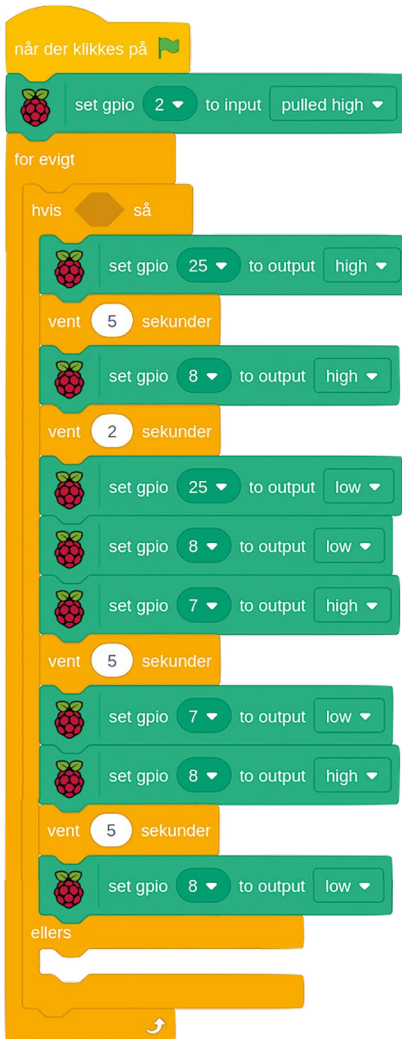 når der klikkes på
set gpio 2 to input pulled high
for evigt
hvis så
set gpio 25 to output high
vent 5 sekunder
set gpio 8 to output high
vent 2 sekunder
set gpio 25 to output low
set gpio 8 to output low
set gpio 7 to output high
vent 5 sekunder
set gpio 7 to output low
set gpio 8 to output high
vent 5 sekunder
set gpio 8 to output low
ellers